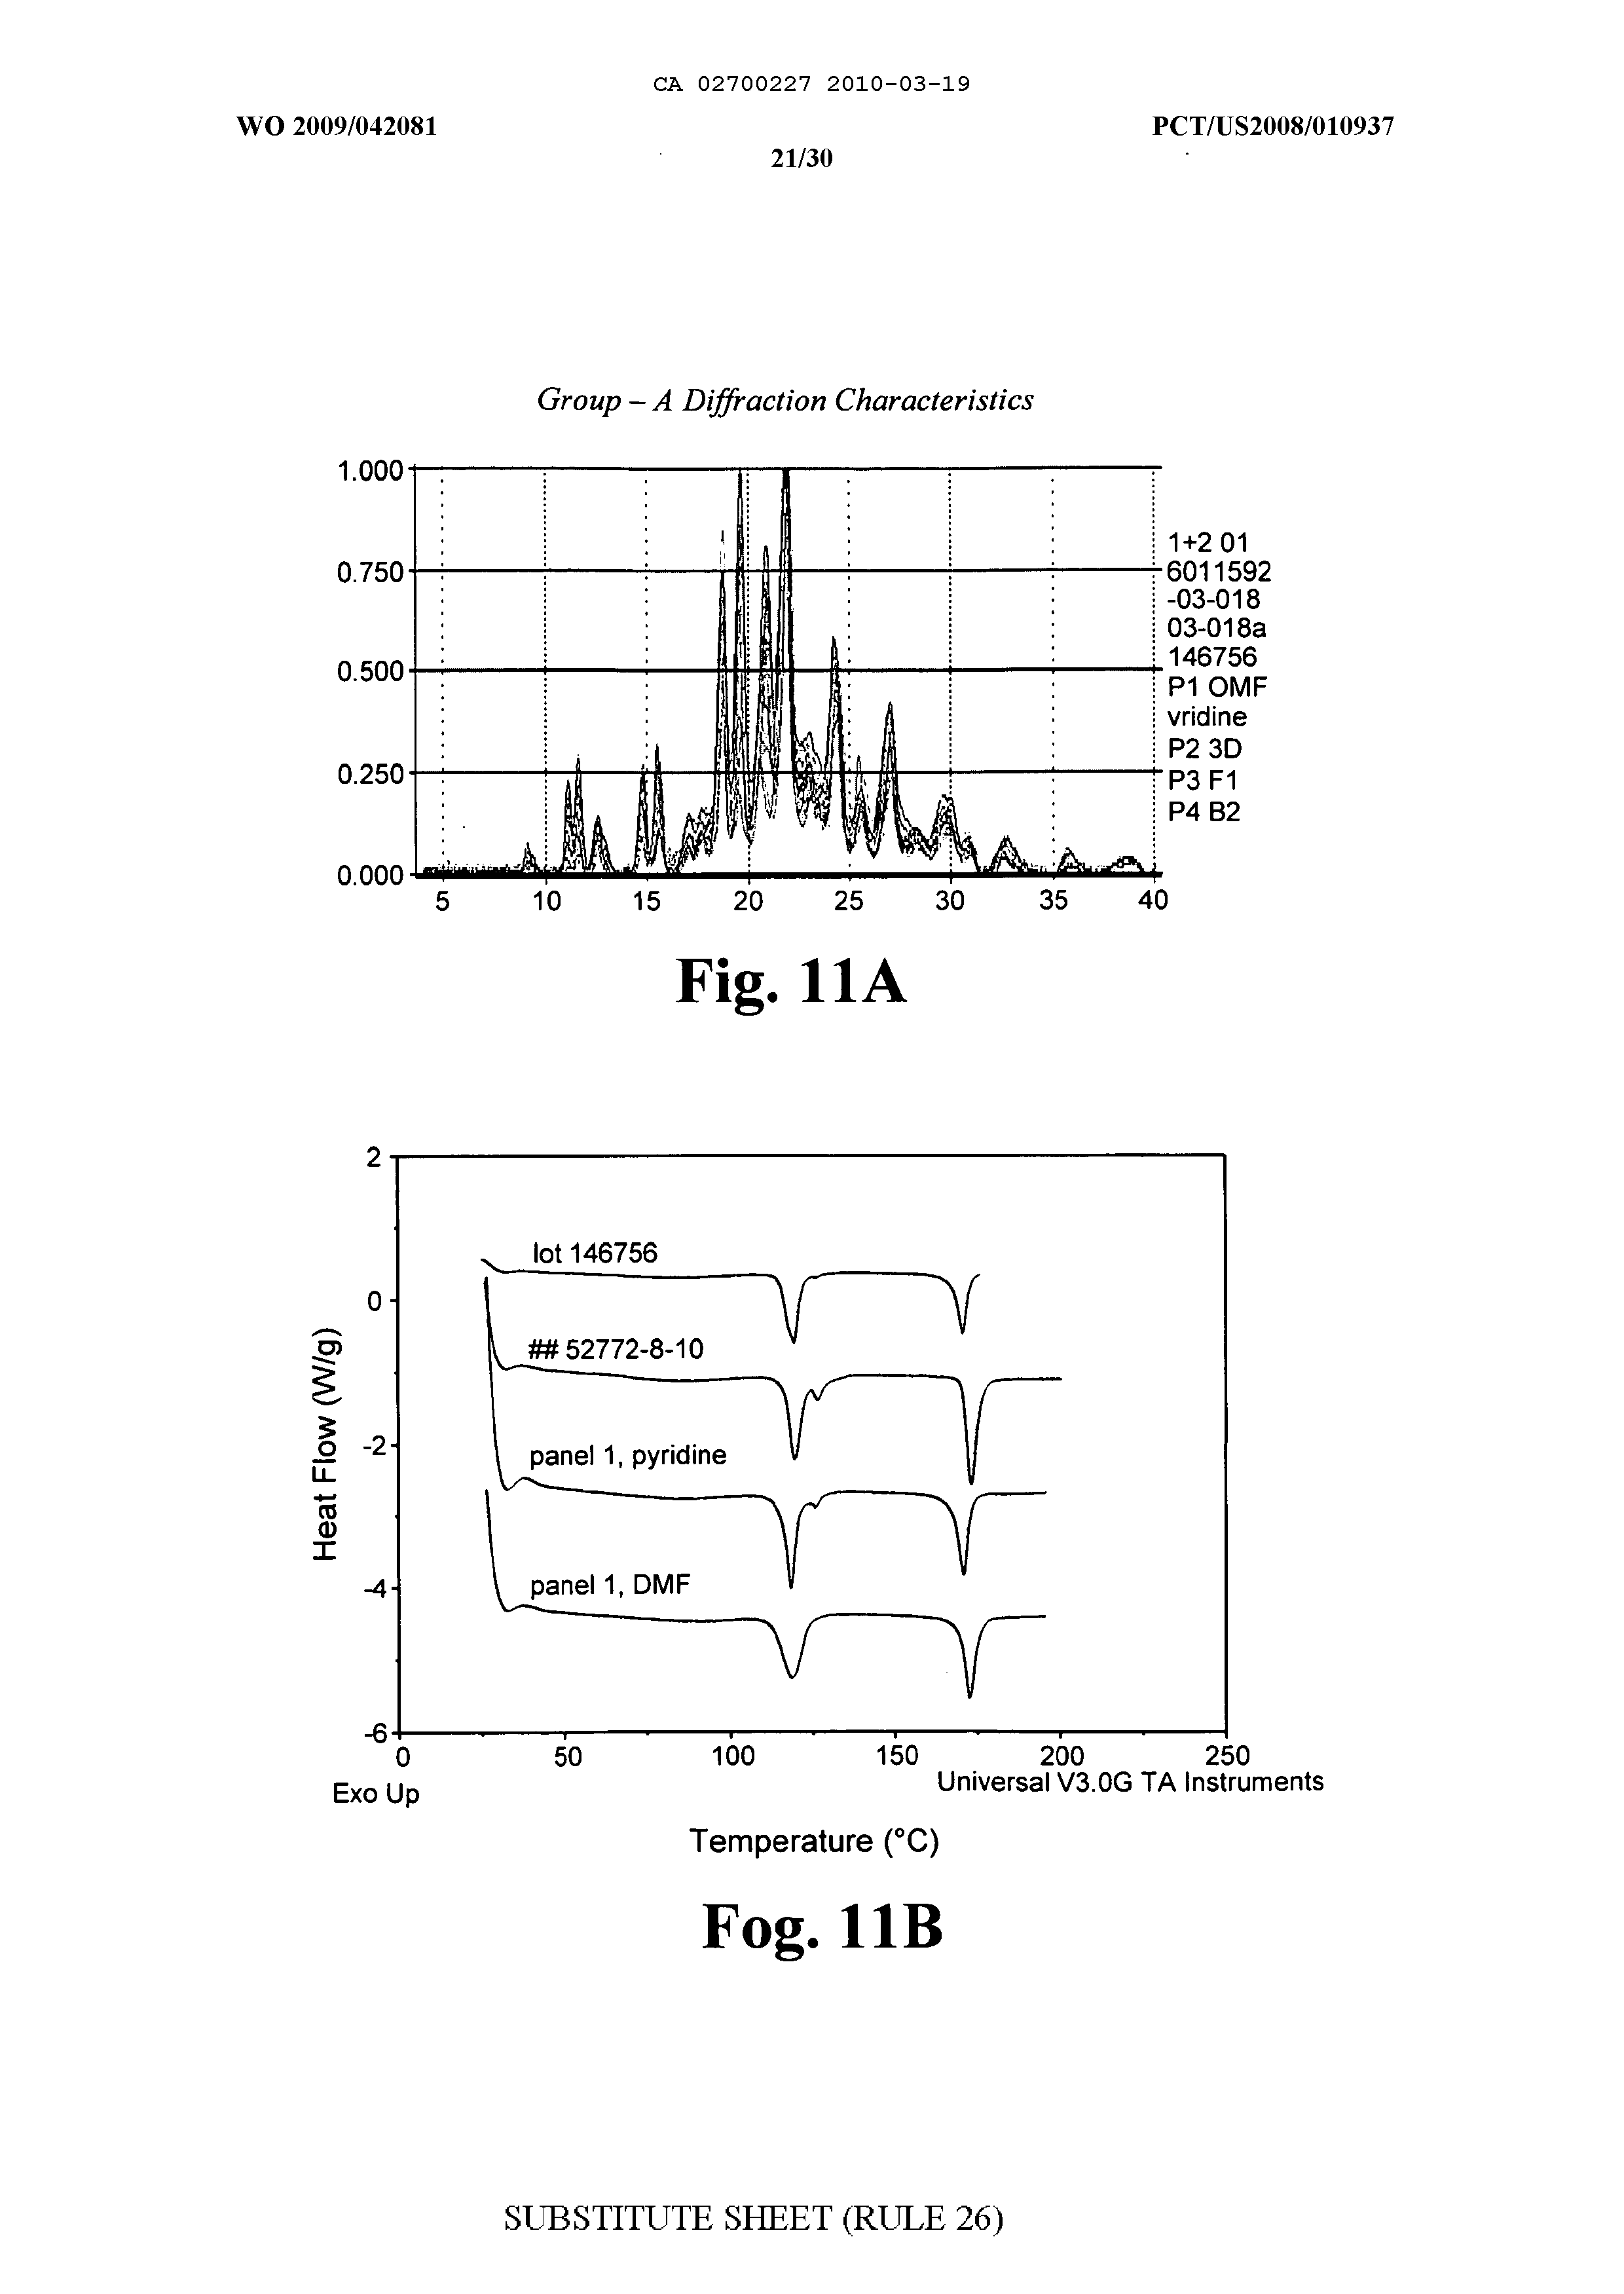 CA 02700227 2010-03-19
WO 2009/042081
PCT/US2008/010937
21/30
Group – A Diffraction Characteristics
1.000
0.750
0.500
0.250
0.000
5 10 15 20 25 30 35 40
1+2 01
6011592
-03-018
03-018a
146756
P1 OMF
vridine
P2 3D
P3 F1
P4 B2
Fig. 11A
2
0
-2
-4
-6
Heat Flow (W/g)
lot 146756
## 52772-8-10
panel 1, pyridine
panel 1, DMF
0 50 100 150 200 250
Exo Up
Universal V3.0G TA Instruments
Temperature (°C)
Fog. 11B
SUBSTITUTE SHEET (RULE 26)